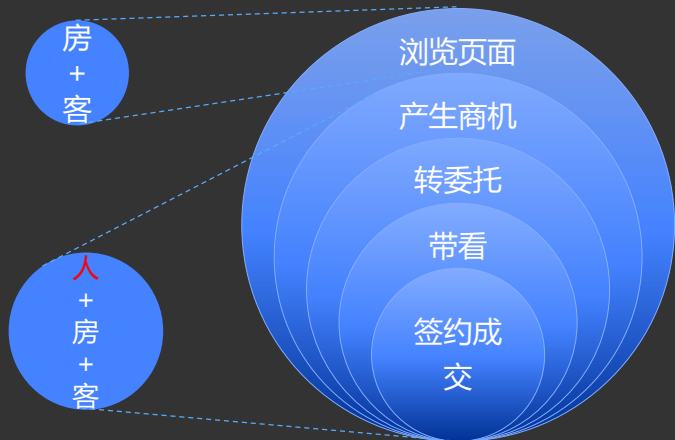 房
+
客
人
+
房
+
客
浏览页面
产生商机
转委托
带看
签约成
交